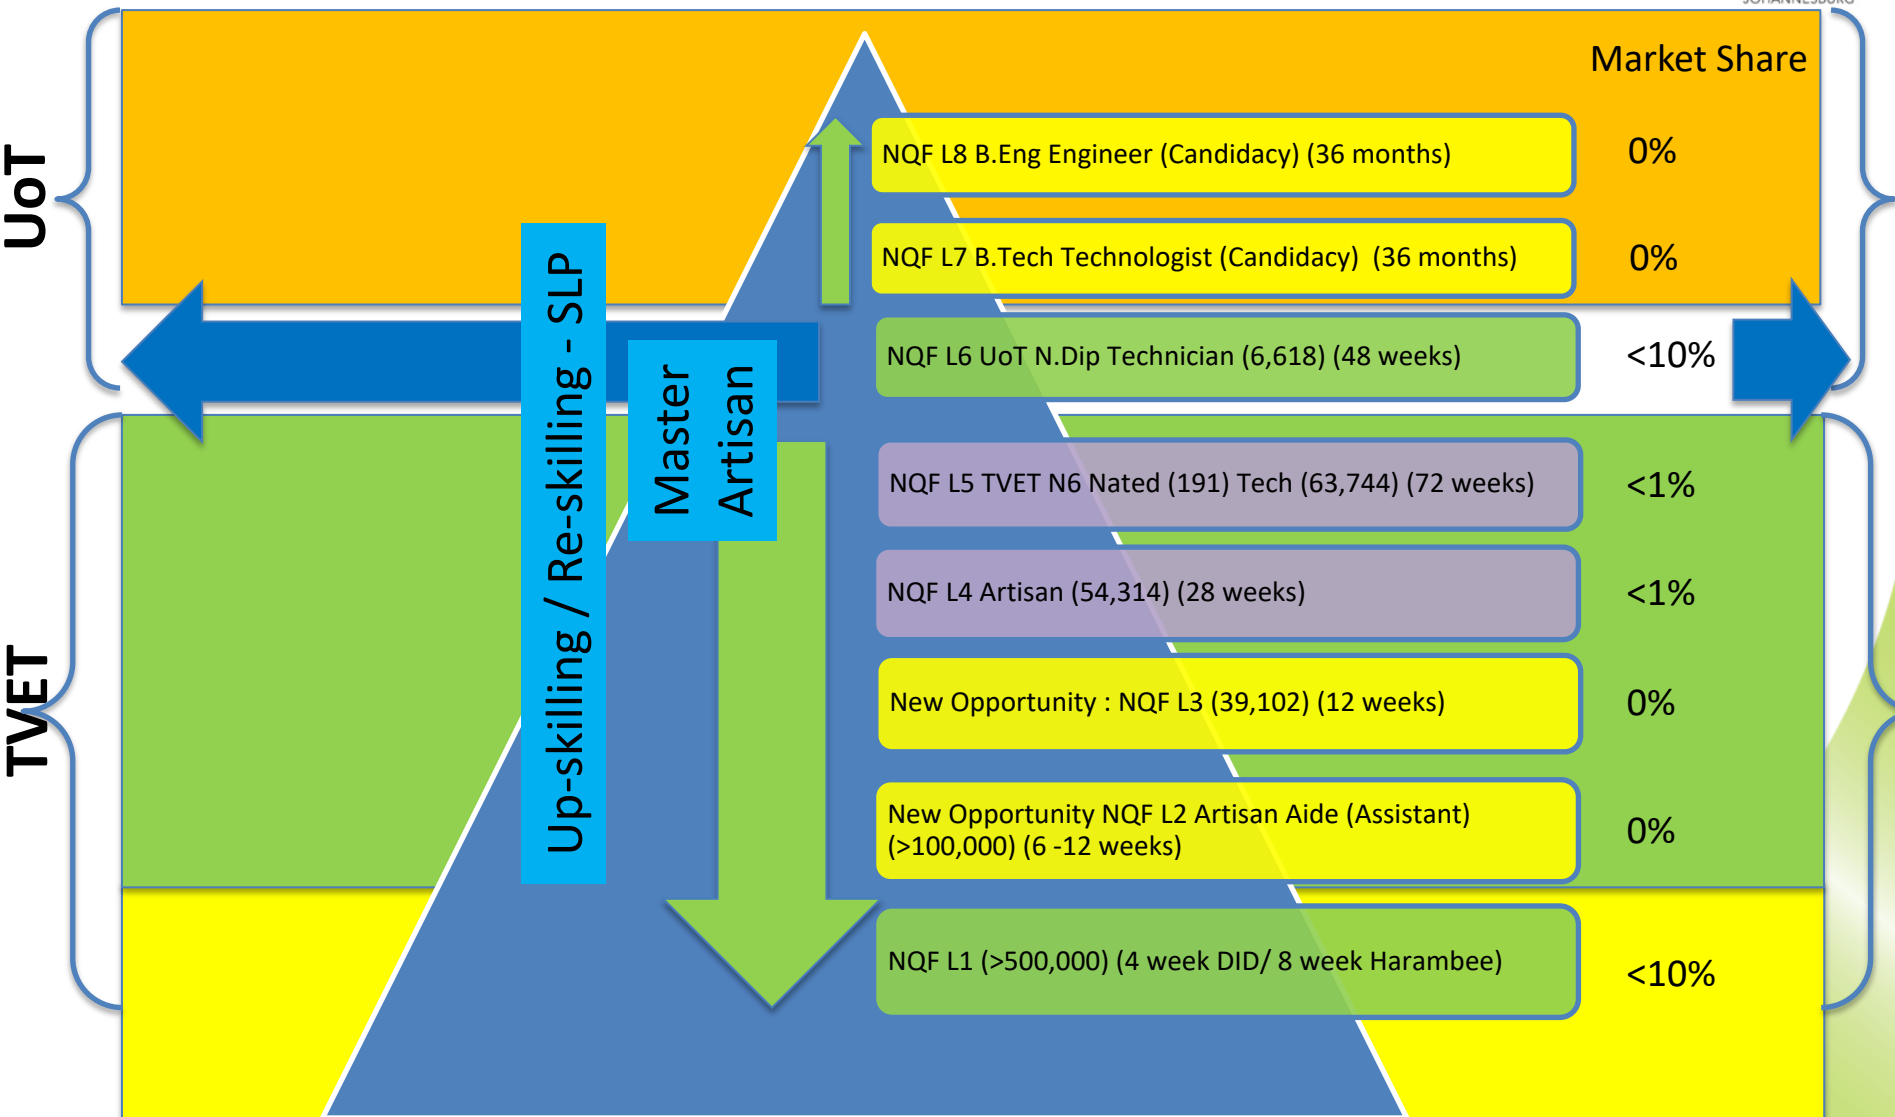 JOHANNESBURG
Market Share
UoT
NQF L8 B.Eng Engineer (Candidacy) (36 months)
0%
NQF L7 B.Tech Technologist (Candidacy)  (36 months)
0%
NQF L6 UoT N.Dip Technician (6,618) (48 weeks)
<10%
Up-skilling / Re-skilling - SLP
Master
Artisan
TVET
NQF L5 TVET N6 Nated (191) Tech (63,744) (72 weeks)
<1%
NQF L4 Artisan (54,314) (28 weeks)
<1%
New Opportunity : NQF L3 (39,102) (12 weeks)
0%
New Opportunity NQF L2 Artisan Aide (Assistant)
(>100,000) (6 -12 weeks)
0%
NQF L1 (>500,000) (4 week DID/ 8 week Harambee)
<10%